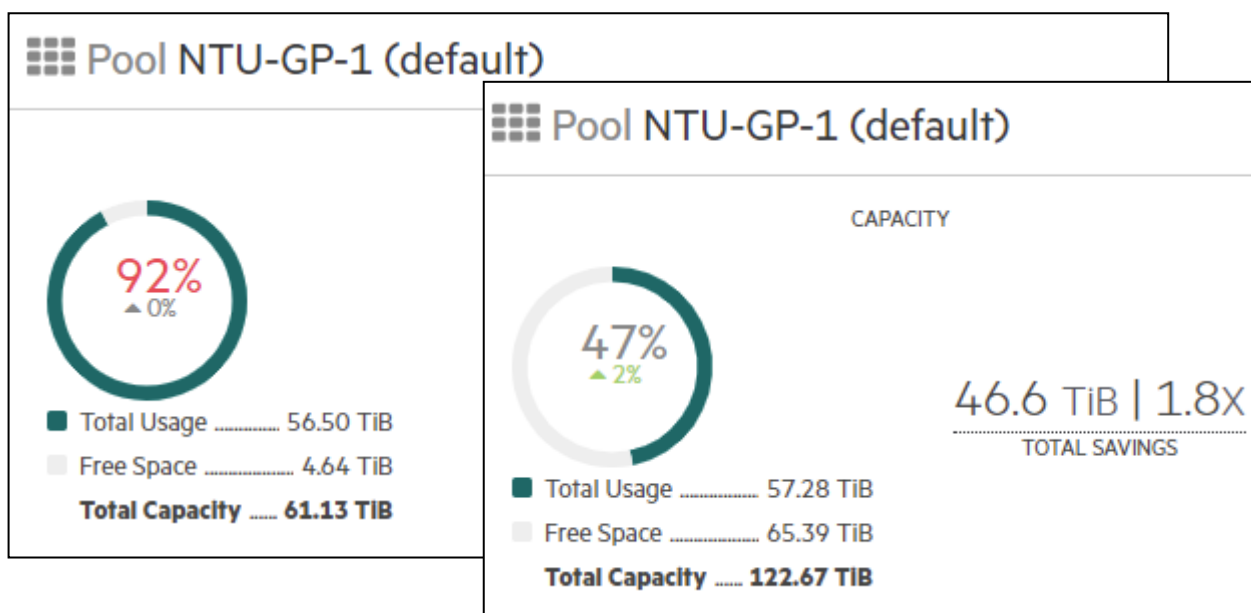 Pool NTU-GP-1 (default)
92%
0%
Total Usage .............. 56.50 TiB
Free Space ................... 4.64 TiB
Total Capacity ...... 61.13 TiB
Pool NTU-GP-1 (default)
CAPACITY
47%
2%
46.6 TiB | 1.8X
TOTAL SAVINGS
Total Usage ................. 57.28 TiB
Free Space ................... 65.39 TiB
Total Capacity ...... 122.67 TiB